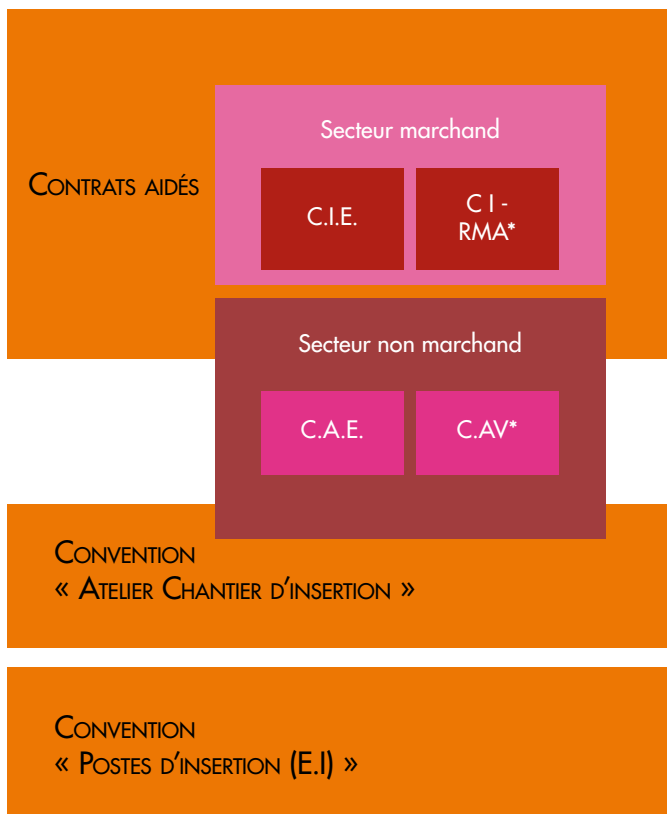 Secteur marchand
CONTRATS AIDÉS
C.I.E.
C I -
RMA*
Secteur non marchand
C.A.E.
C.AV*
CONVENTION
« ATELIER CHANTIER D'INSERTION »
CONVENTION
« POSTES D'INSERTION (E.I) »